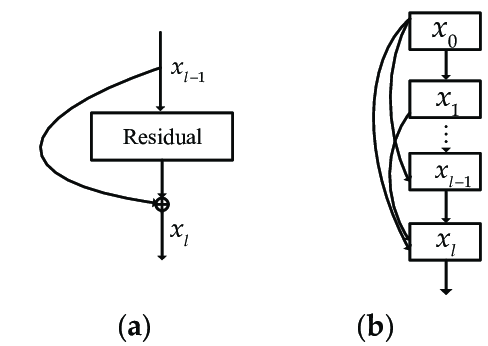 x_{l-1}
Residual
x_l
(a)
x_0
x_1
x_{l-1}
x_l
(b)